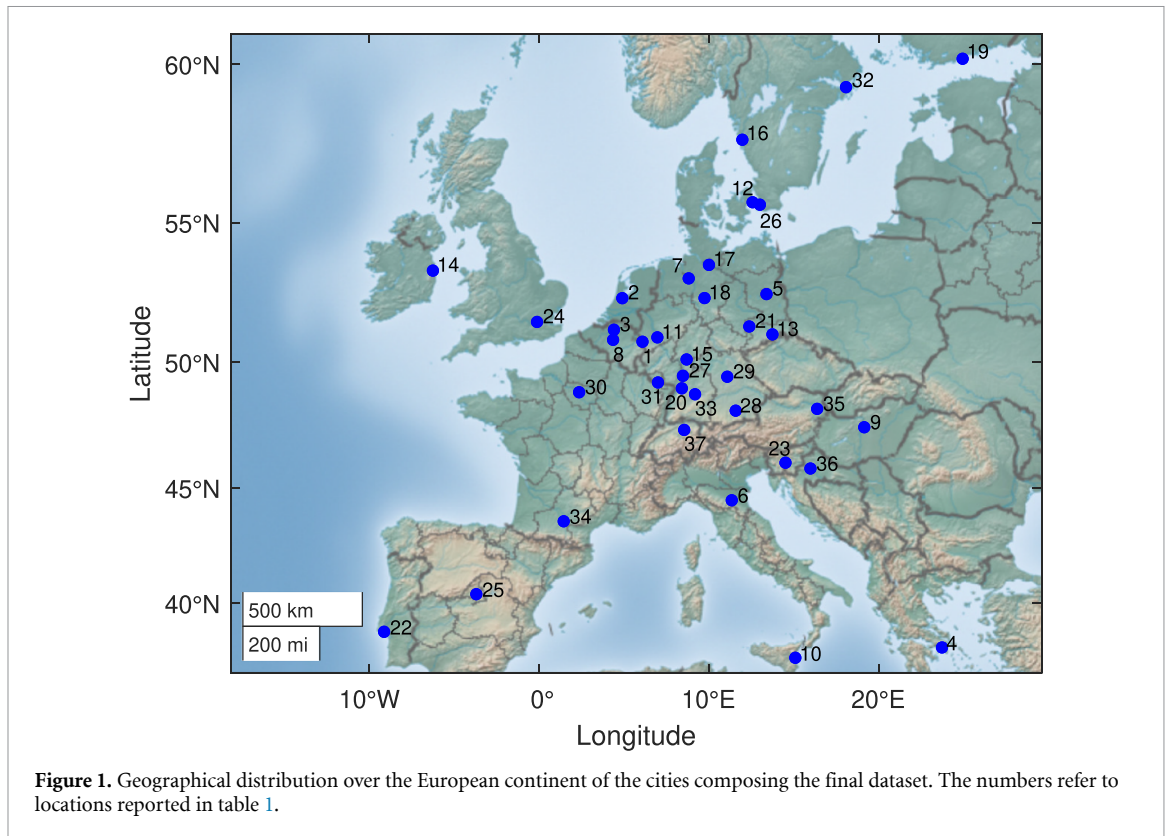 60°N
19
32
16
12
55°N
26
14
17
7
2
18
5
24
3
11
21
13
8
1
15
50°N
27
29
30
31
20
33
28
35
37
9
23
36
45°N
6
34
500 km
25
40°N
200 mi
22
10
4
10°W
0°
10°E
20°E
Latitude
Longitude
Figure 1. Geographical distribution over the European continent of the cities composing the final dataset. The numbers refer to
locations reported in table 1.